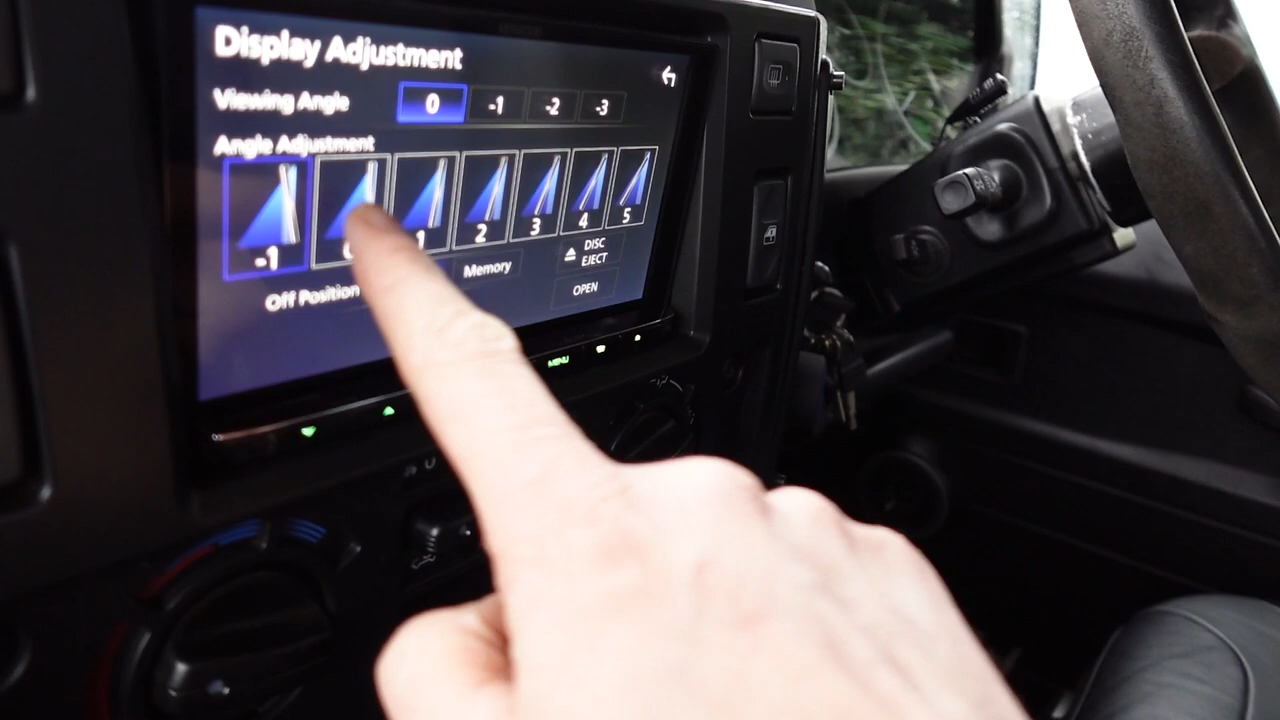 Display Adjustment
Viewing Angle 0 -1 -2 -3
Angle Adjustment
-1 0 1 2 3 4 5
Off Position Memory DISC EJECT
OPEN
MENU